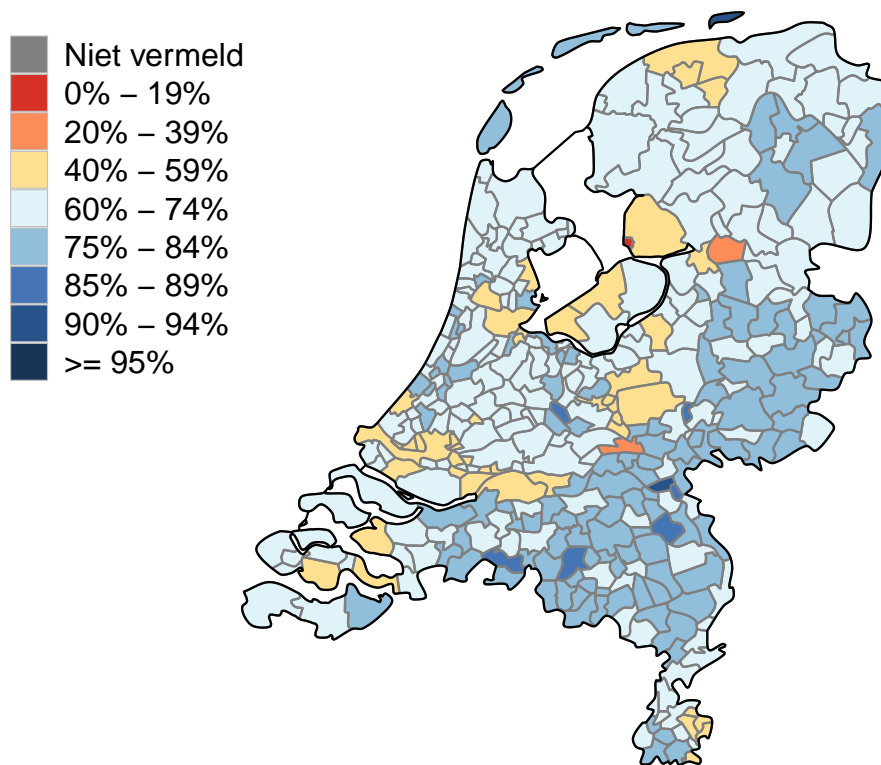 Niet vermeld
0% – 19%
20% – 39%
40% – 59%
60% – 74%
75% – 84%
85% – 89%
90% – 94%
>= 95%